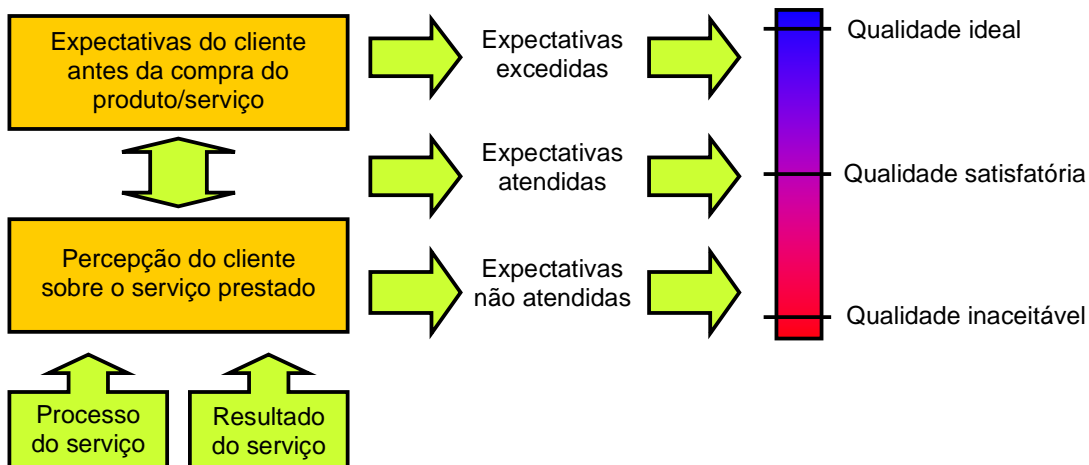 Expectativas do cliente
antes da compra do
produto/serviço
Expectativas
excedidas
Qualidade ideal
Expectativas
atendidas
Qualidade satisfatória
Percepção do cliente
sobre o serviço prestado
Expectativas
não atendidas
Qualidade inaceitável
Processo
do serviço
Resultado
do serviço